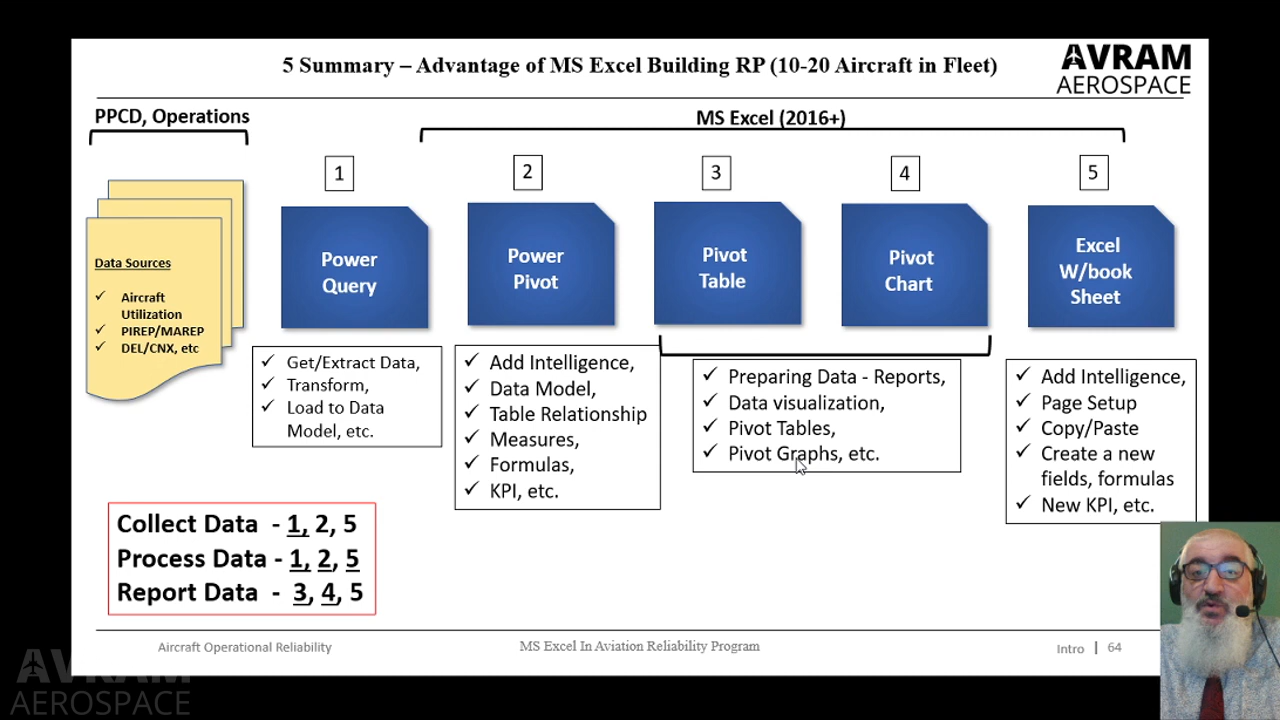 5 Summary – Advantage of MS Excel Building RP (10-20 Aircraft in Fleet)
AVRAM
AEROSPACE
PPCD, Operations
MS Excel (2016+)
1
2
3
4
5
Data Sources
✓ Aircraft
Utilization
✓ PIREP/MAREP
✓ DEL/CNX, etc
Power
Query
Power
Pivot
Pivot
Table
Pivot
Chart
Excel
W/book
Sheet
✓ Get/Extract Data,
✓ Transform,
✓ Load to Data
Model, etc.
✓ Add Intelligence,
✓ Data Model,
✓ Table Relationship
✓ Measures,
✓ Formulas,
✓ KPI, etc.
✓ Preparing Data - Reports,
✓ Data visualization,
✓ Pivot Tables,
✓ Pivot Graphs, etc.
✓ Add Intelligence,
✓ Page Setup
✓ Copy/Paste
✓ Create a new
fields, formulas
✓ New KPI, etc.
Collect Data - 1, 2, 5
Process Data - 1, 2, 5
Report Data - 3, 4, 5
Aircraft Operational Reliability
MS Excel In Aviation Reliability Program
Intro | 64
AVRAM
AEROSPACE